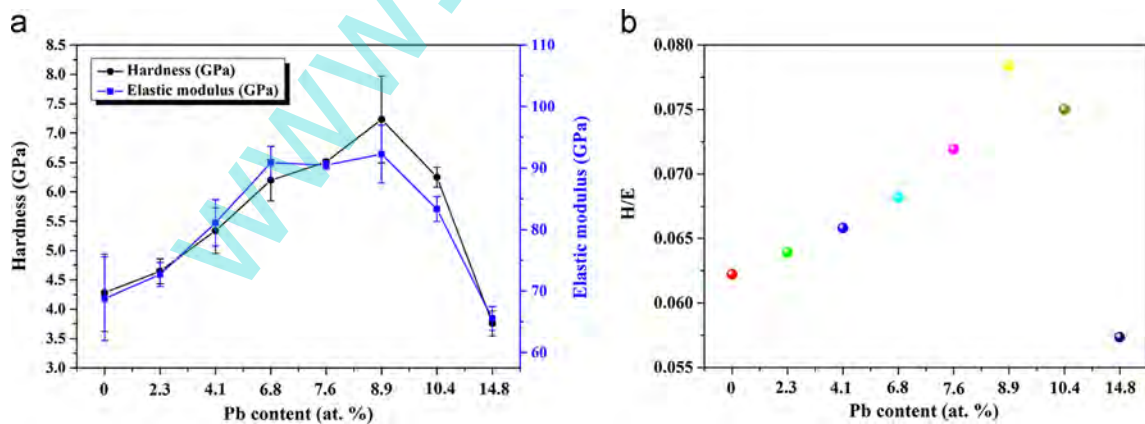 a
8.5
8.0
7.5
7.0
6.5
6.0
5.5
5.0
4.5
4.0
3.5
3.0
Hardness (GPa)
Hardness (GPa)
Elastic modulus (GPa)
110
100
90
80
70
60
Elastic modulus (GPa)
0 2.3 4.1 6.8 7.6 8.9 10.4 14.8
Pb content (at. %)
www.
b
0.080
0.075
0.070
0.065
0.060
0.055
H/E
0 2.3 4.1 6.8 7.6 8.9 10.4 14.8
Pb content (at. %)